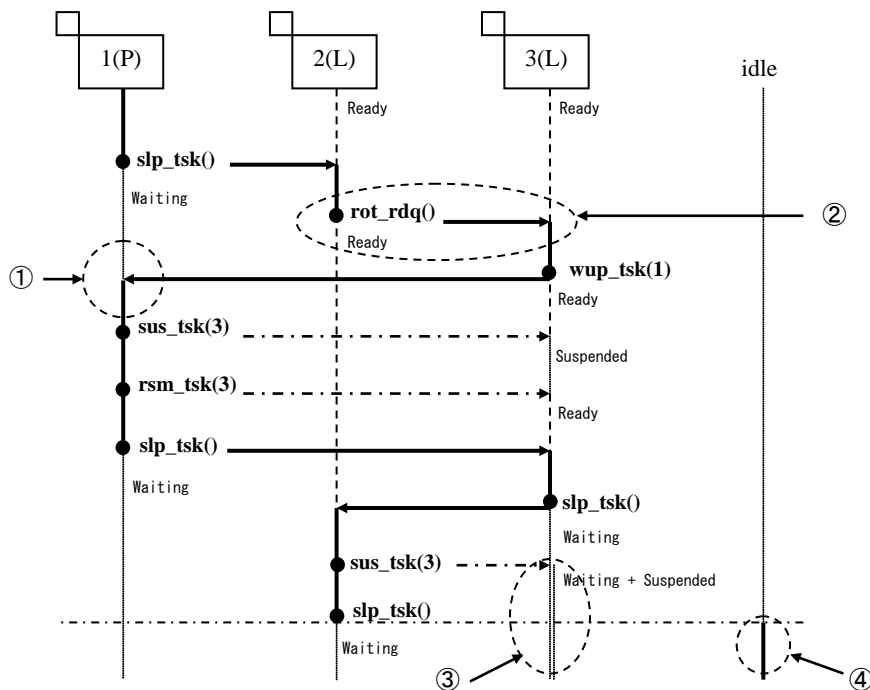 1(P)
2(L)
3(L)
idle
Ready
Ready
slp_tsk()
Waiting
rot_rdq()
②
Ready
①
wup_tsk(1)
Ready
sus_tsk(3)
Suspended
rsm_tsk(3)
Ready
slp_tsk()
Waiting
slp_tsk()
Waiting
sus_tsk(3)
Waiting + Suspended
slp_tsk()
Waiting
③
④